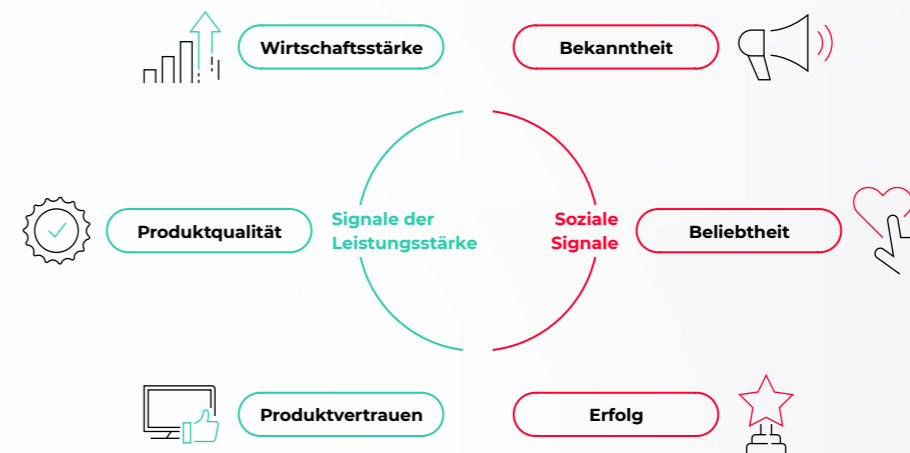 Wirtschaftsstärke
Bekanntheit
Produktqualität
Signale der
Leistungsstärke
Soziale
Signale
Beliebtheit
Produktvertrauen
Erfolg